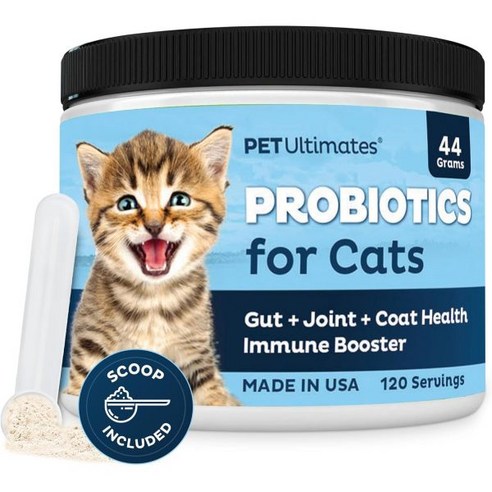 PETUltimates®
44
Grams
PROBIOTICS
for Cats
Gut + Joint + Coat Health
Immune Booster
MADE IN USA 120 Servings
SCOOP
INCLUDED